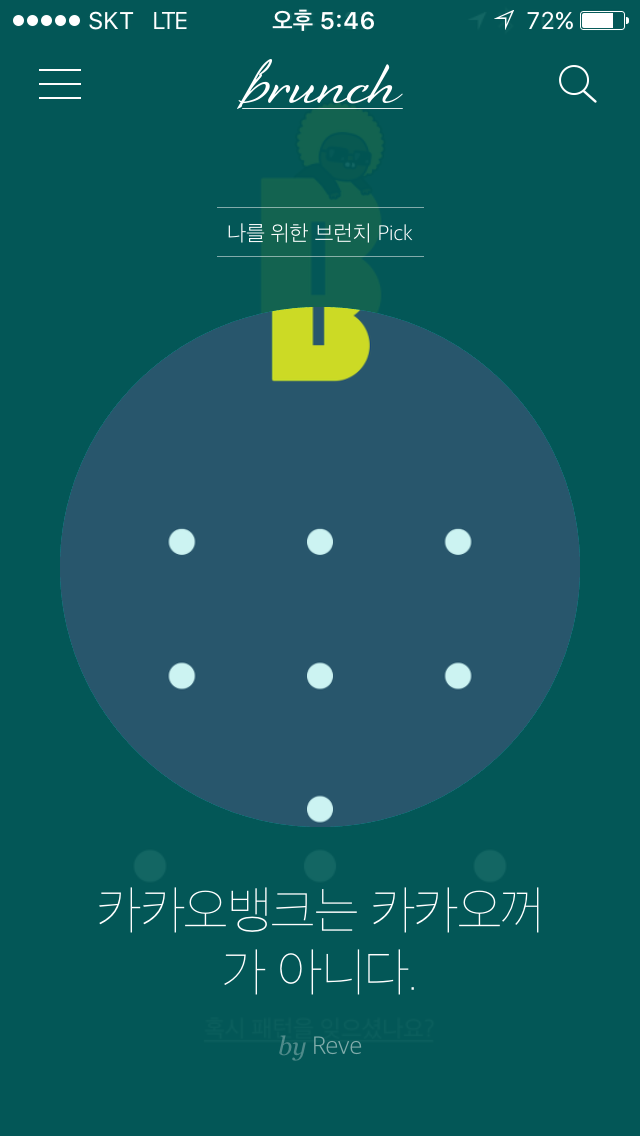 SKT LTE 오후 5:46 72%
brunch
나를 위한 브런치 Pick
B
카카오뱅크는 카카오꺼
가 아니다.
혹시 패턴을 잊으셨나요?
by Reve